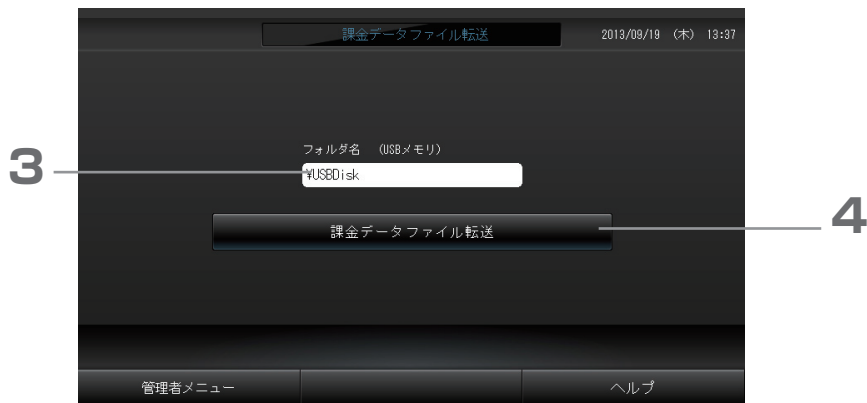 課金データファイル転送
2013/09/19 (木) 13:37
フォルダ名 (USBメモリ)
3
¥USBDisk
4
課金データファイル転送
管理者メニュー
ヘルプ